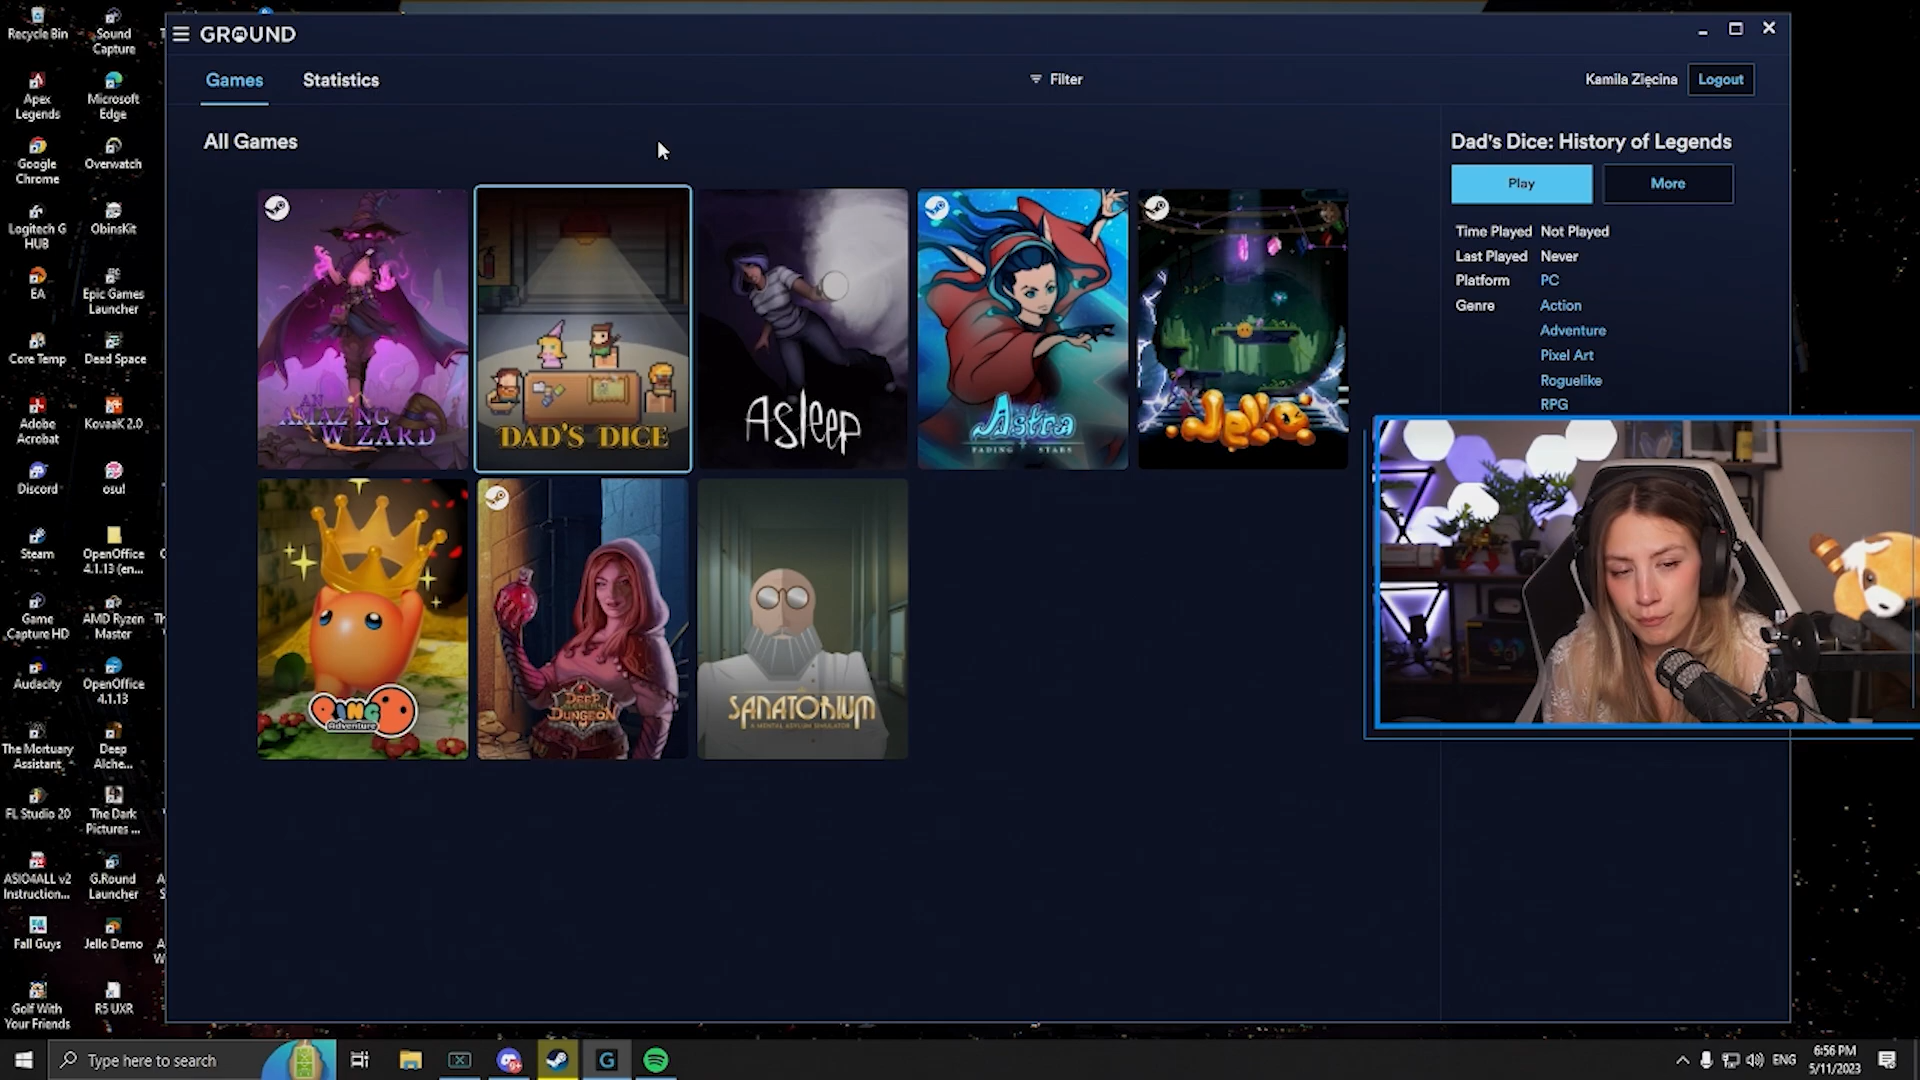 Recycle Bin
Sound
Capture
Apex
Legends
Microsoft
Edge
Google
Chrome
Overwatch
Logitech G
HUB
ObinsKit
EA
Epic Games
Launcher
Core Temp
Dead Space
Adobe
Acrobat
KovaaK 2.0
Discord
osu!
Steam
OpenOffice
4.1.13 (en...
Game
Capture HD
AMD Ryzen
Master
Audacity
OpenOffice
4.1.13
The Mortuary
Assistant
Deep
Alche...
FL Studio 20
The Dark
Pictures ...
ASIO4ALL v2
Instruction...
G.Round
Launcher
Fall Guys
Jello Demo
Golf With
Your Friends
R5 UXR
GROUND
Games
Statistics
Filter
Kamila Zięcina
Logout
All Games
AN
AMAZING
WIZARD
DAD'S DICE
Asleep
Astra
FADING STARS
Jello
QINGO
Adventure
DEEP
ALCHEMY
DUNGEON
SANATORIUM
A MENTAL ASYLUM SIMULATOR
Dad's Dice: History of Legends
Play
More
Time Played Not Played
Last Played Never
Platform PC
Genre Action
Adventure
Pixel Art
Roguelike
RPG
Type here to search
G
9+
ENG
6:56 PM
5/11/2023